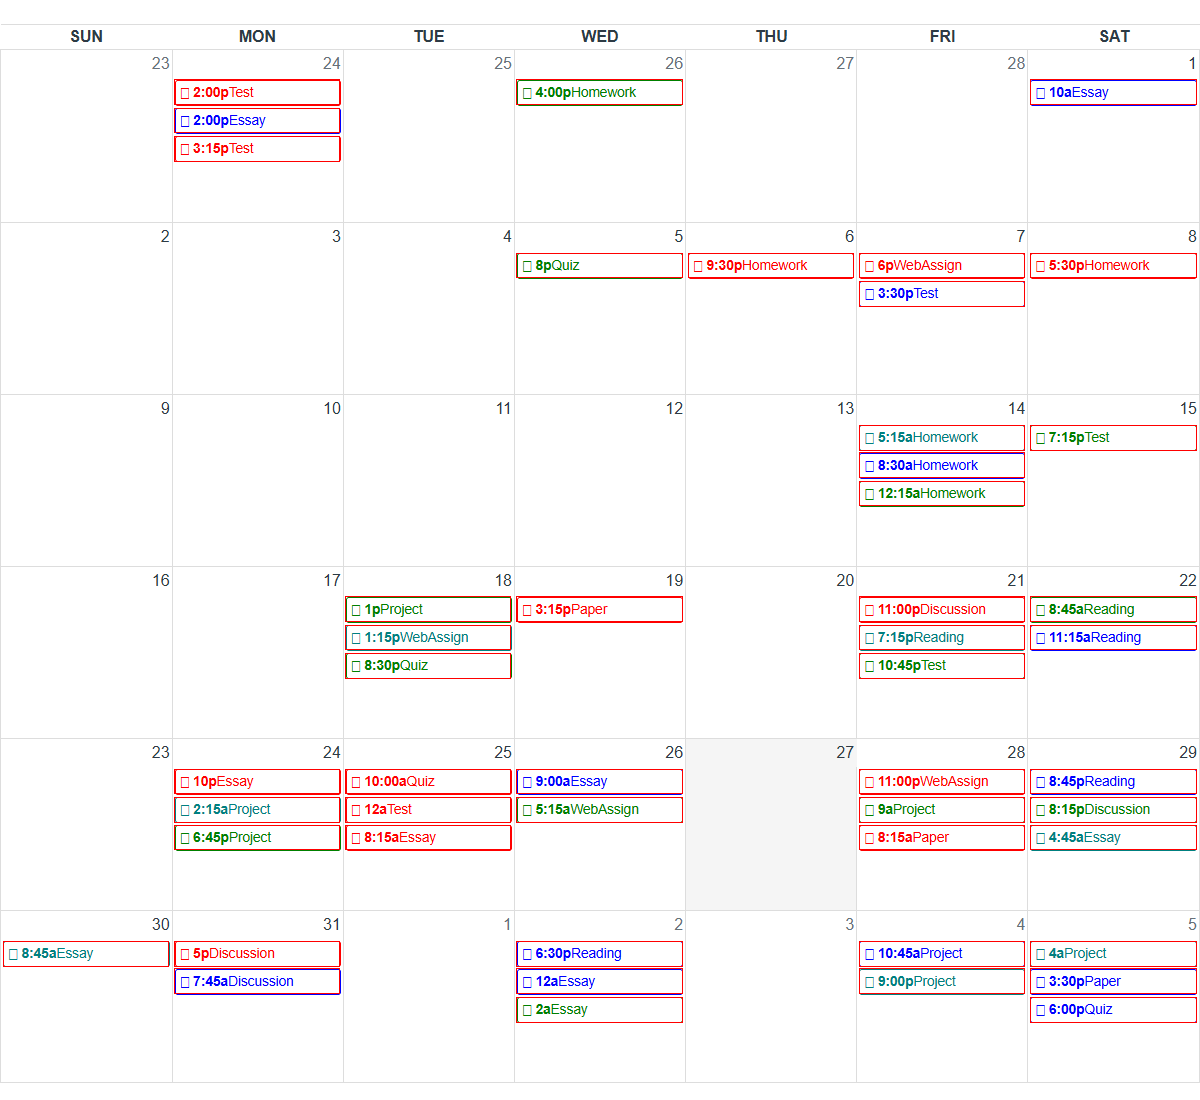 SUN MON TUE WED THU FRI SAT
23 24 25 26 27 28 1
2:00pTest 4:00pHomework 10aEssay
2:00pEssay
3:15pTest
2 3 4 5 6 7 8
8pQuiz 9:30pHomework 6pWebAssign 5:30pHomework
3:30pTest
9 10 11 12 13 14 15
5:15aHomework 7:15pTest
8:30aHomework
12:15aHomework
16 17 18 19 20 21 22
1pProject 3:15pPaper 11:00pDiscussion 8:45aReading
1:15pWebAssign 7:15pReading 11:15aReading
8:30pQuiz 10:45pTest
23 24 25 26 27 28 29
10pEssay 10:00aQuiz 9:00aEssay 11:00pWebAssign 8:45pReading
2:15aProject 12aTest 5:15aWebAssign 9aProject 8:15pDiscussion
6:45pProject 8:15aEssay 8:15aPaper 4:45aEssay
30 31 1 2 3 4 5
8:45aEssay 5pDiscussion 6:30pReading 10:45aProject 4aProject
7:45aDiscussion 12aEssay 9:00pProject 3:30pPaper
2aEssay 6:00pQuiz